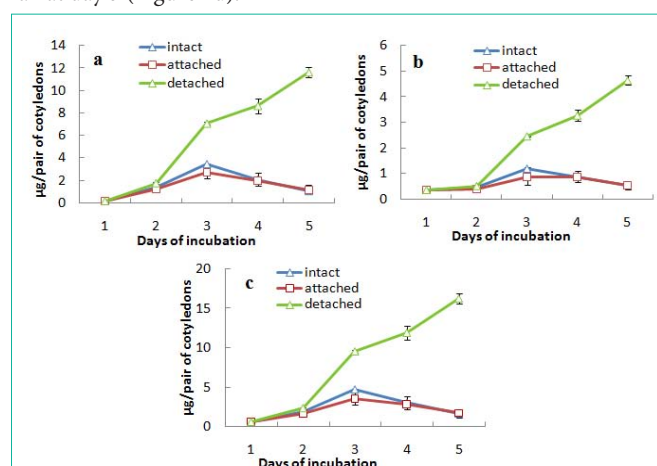 a
intact
attached
detached
µg/pair of cotyledons
14
12
10
8
6
4
2
0
1 2 3 4 5
Days of incubation
b
intact
attached
detached
µg/pair of cotyledons
6
5
4
3
2
1
0
1 2 3 4 5
Days of incubation
c
intact
attached
detached
µg/pair of cotyledons
20
15
10
5
0
1 2 3 4 5
Days of incubation